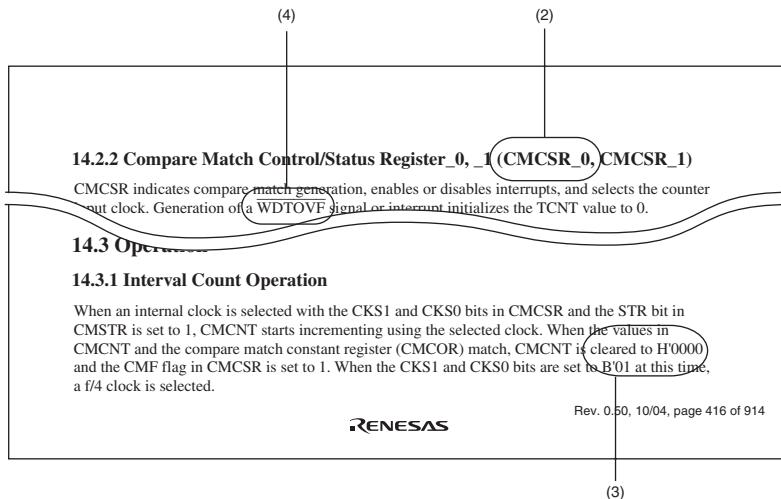 (4) (2)
14.2.2 Compare Match Control/Status Register_0, _1 (CMCSR_0, CMCSR_1)
CMCSR indicates compare match generation, enables or disables interrupts, and selects the counter
input clock. Generation of a WDTOVF signal or interrupt initializes the TCNT value to 0.
14.3 Operation
14.3.1 Interval Count Operation
When an internal clock is selected with the CKS1 and CKS0 bits in CMCSR and the STR bit in
CMSTR is set to 1, CMCNT starts incrementing using the selected clock. When the values in
CMCNT and the compare match constant register (CMCOR) match, CMCNT is cleared to H'0000
and the CMF flag in CMCSR is set to 1. When the CKS1 and CKS0 bits are set to B'01 at this time,
a f/4 clock is selected.
Rev. 0.50, 10/04, page 416 of 914
RENESAS
(3)